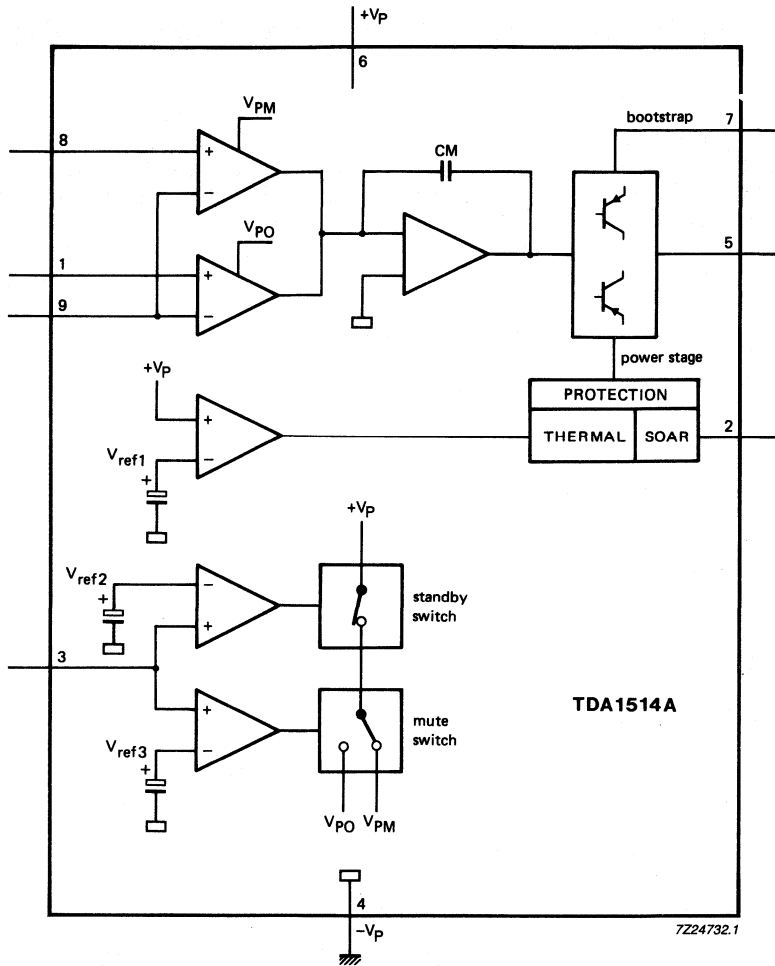 +VP
6
VPM
bootstrap 7
8
+
CM
−
VPO
5
1
+
9
−
power stage
+VP
PROTECTION
+
THERMAL SOAR 2
Vref1
−
+
+VP
Vref2
−
+
standby
switch
+
3
+
mute
switch
TDA1514A
Vref3
−
+
VPO VPM
4
−VP
7Z24732.1